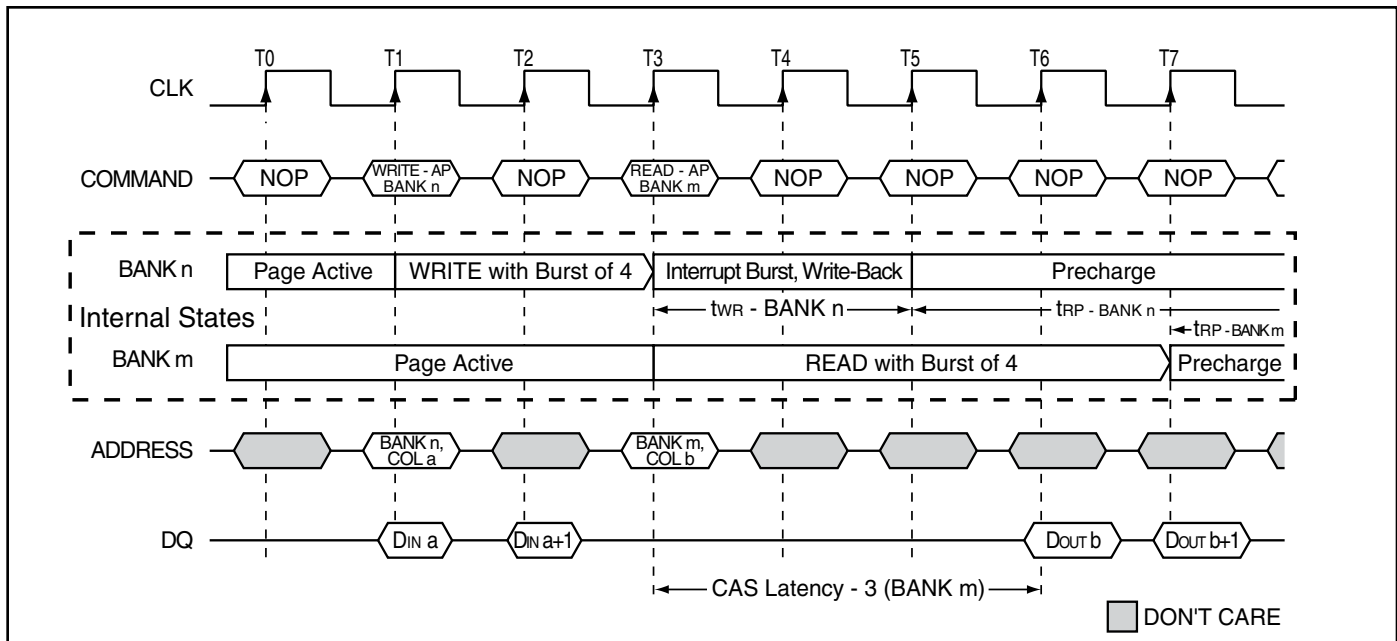 T0 T1 T2 T3 T4 T5 T6 T7
CLK
COMMAND NOP WRITE - AP BANK n NOP READ - AP BANK m NOP NOP NOP NOP
BANK n Page Active WRITE with Burst of 4 Interrupt Burst, Write-Back Precharge
tWR - BANK n tRP - BANK n
Internal States
tRP - BANK m
BANK m Page Active READ with Burst of 4 Precharge
ADDRESS BANK n, COL a BANK m, COL b
DQ DIN a DIN a+1 DOUT b DOUT b+1
CAS Latency - 3 (BANK m)
DON'T CARE